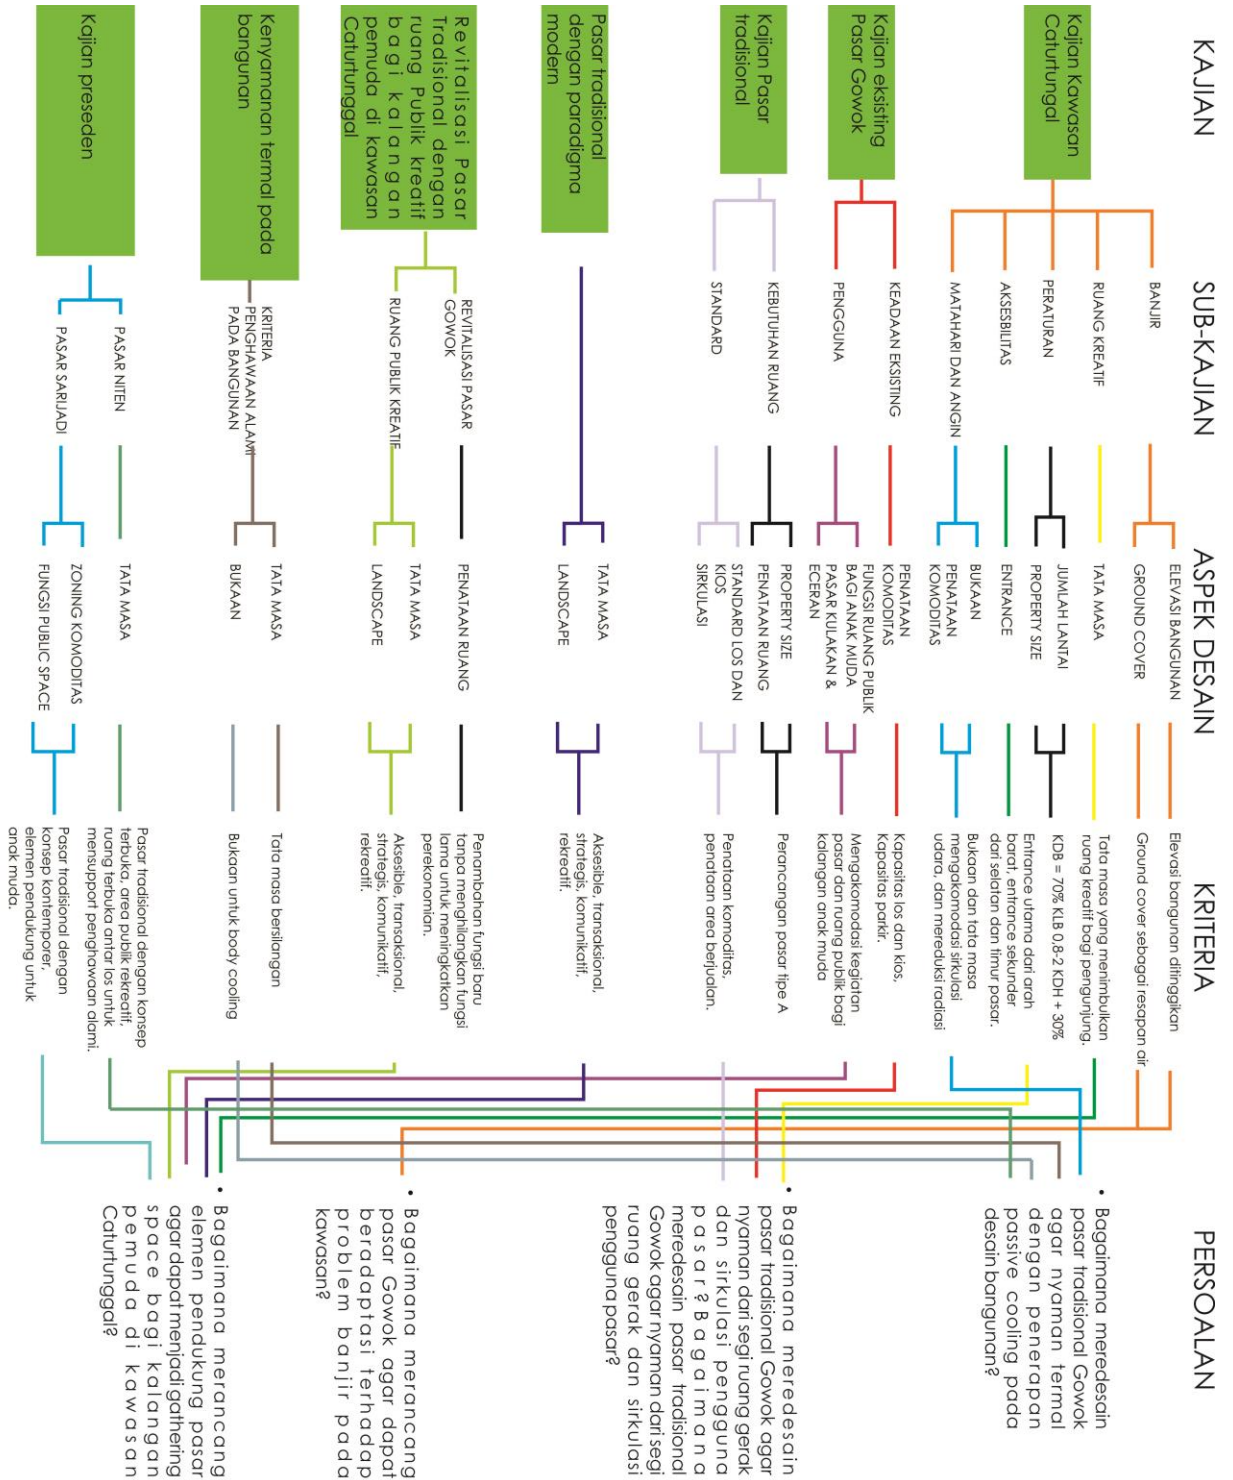 KAJIAN
Kajian Kawasan
Caturtungal
Kajian eksisting
Pasar Gowok
Kajian Pasar
tradisional
Pasar tradisional
dengan paradigma
modern
Revitalisasi Pasar
Tradisional dengan
ruang Publik kreatif
bagi kalangan
pemuda di kawasan
Caturtunggal
Kenyamanan termal pada
bangunan
Kajian preseden
SUB-KAJIAN
BANJIR
RUANG KREATIF
PERATURAN
AKSESBILITAS
MATAHARI DAN ANGIN
KEADAAN EKSISTING
PENGGUNA
KEBUTUHAN RUANG
STANDARD
REVITALISASI PASAR
GOWOK
RUANG PUBLIK KREATIF
KRITERIA
PENGHAWAAN ALAMI
PADA BANGUNAN
PASAR NITEN
PASAR SARIJADI
ASPEK DESAIN
ELEVASI BANGUNAN
GROUND COVER
TATA MASA
JUMLAH LANTAI
PROPERTY SIZE
ENTRANCE
BUKAAN
PENATAAN
KOMODITAS
PENATAAN
KOMODITAS
FUNGSI RUANG PUBLIK
BAGI ANAK MUDA
PASAR KULAKAN &
ECERAN
PROPERTY SIZE
PENATAAN RUANG
STANDARD LOS DAN
KIOS
SIRKULASI
TATA MASA
LANDSCAPE
PENATAAN RUANG
TATA MASA
LANDSCAPE
TATA MASA
BUKAAN
TATA MASA
ZONING KOMODITAS
FUNGSI PUBLIC SPACE
KRITERIA
Elevasi bangunan ditinggikan
Ground cover sebagai resapan air
Tata masa yang menimbulkan
ruang kreatif bagi pengunjung.
KDB = 70% KLB 0,8-2 KDH + 30%
Entrance utama dari arah
barat, entrance sekunder
dari selatan dan timur pasar.
Bukaan dan tata masa
mengakomodasi sirkulasi
udara, dan mereduksi radiasi
Kapasitas los dan kios,
Kapasitas parkir.
Mengakomodasi kegiatan
pasar dan ruang publik bagi
kalangan anak muda
Perancangan pasar tipe A
Penataan komoditas,
penataan area berjualan.
Aksesible, transaksional,
strategis, komunikatif,
rekreatif.
Penambahan fungsi baru
tanpa menghilangkan fungsi
lama untuk meningkatkan
perekonomian.
Aksesible, transaksional,
strategis, komunikatif,
rekreatif.
Tata masa bersilangan
Bukaan untuk body cooling
Pasar tradisional dengan konsep
terbuka, area publik rekreatif,
ruang terbuka antar los untuk
mensupport penghawaan alami.
Pasar tradisional dengan
konsep kontemporer,
elemen pendukung untuk
anak muda.
PERSOALAN
• Bagaimana meredesain
pasar tradisional Gowok
agar nyaman termal
dengan penerapan
passive cooling pada
desain bangunan?
• Bagaimana meredesain
pasar tradisional Gowok agar
nyaman dari segi ruang gerak
dan sirkulasi pengguna
pasar? Bagaimana
meredesain pasar tradisional
Gowok agar nyaman dari segi
ruang gerak dan sirkulasi
pengguna pasar?
• Bagaimana merancang
pasar Gowok agar dapat
beradaptasi terhadap
problem banjir pada
kawasan?
• Bagaimana merancang
elemen pendukung pasar
agar dapat menjadi gathering
space bagi kalangan
pemuda di kawasan
Caturtunggal?